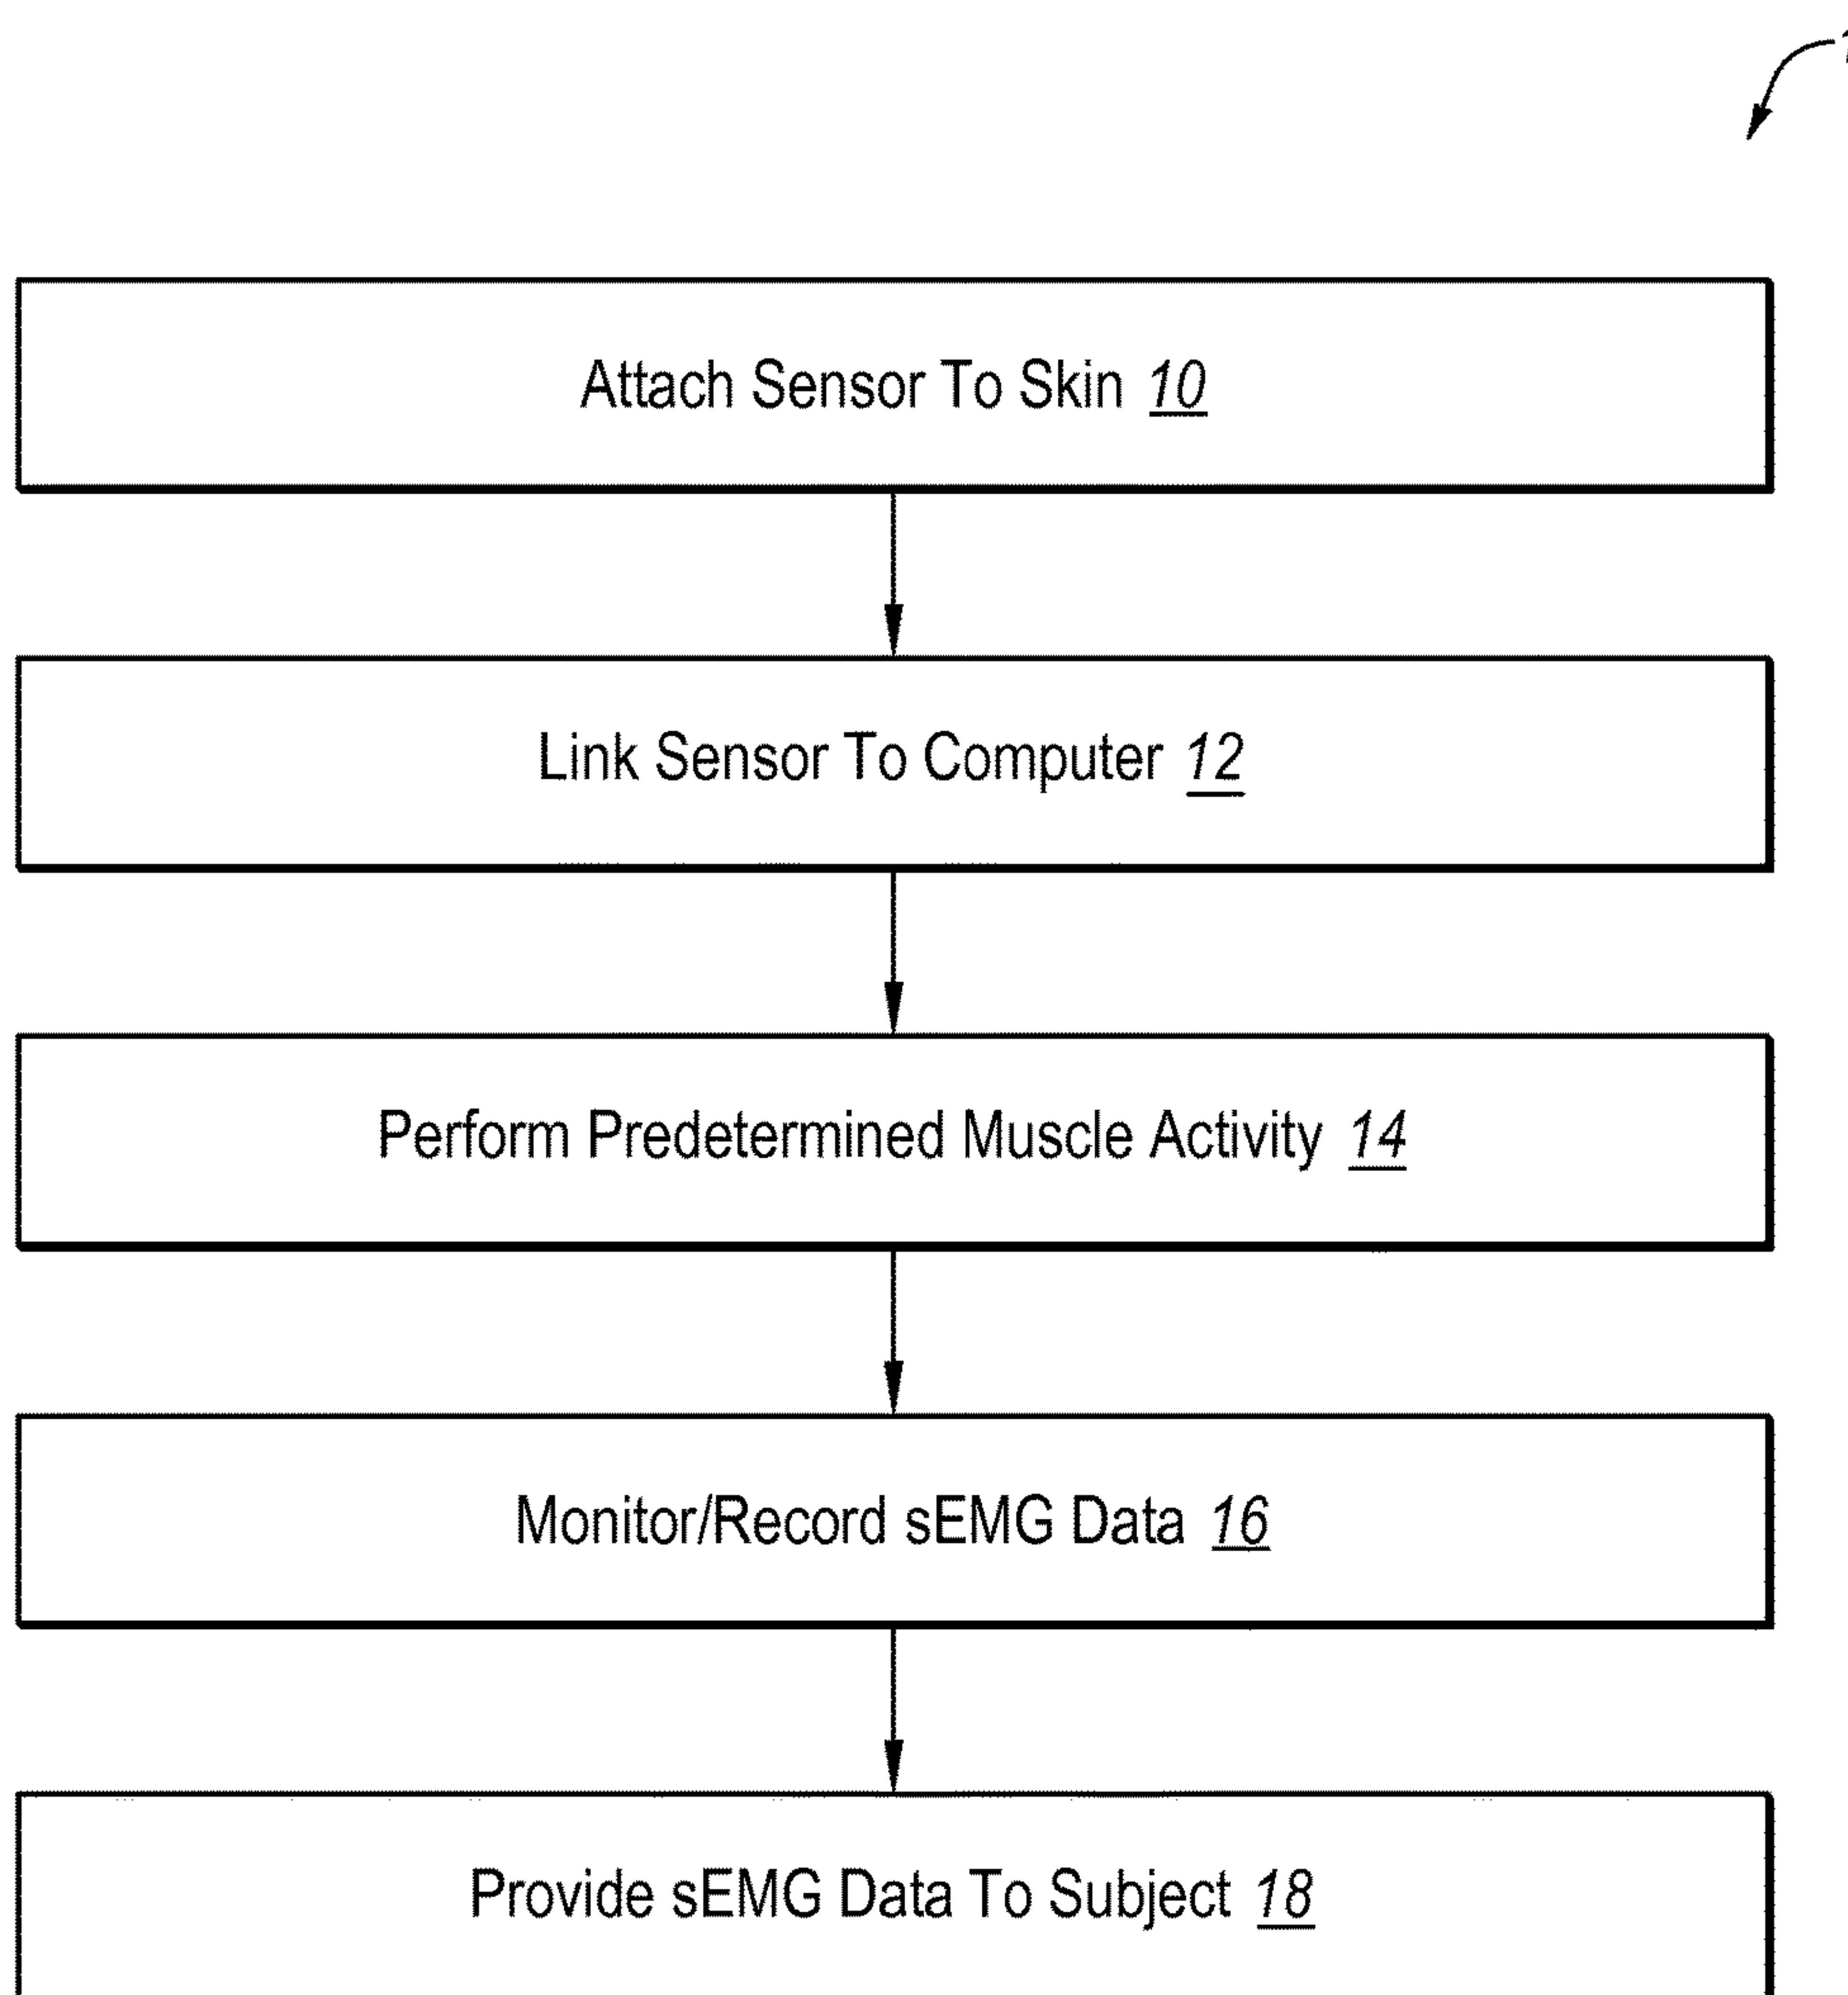 Attach Sensor To Skin 10
Link Sensor To Computer 12
Perform Predetermined Muscle Activity 14
Monitor/Record sEMG Data 16
Provide sEMG Data To Subject 18